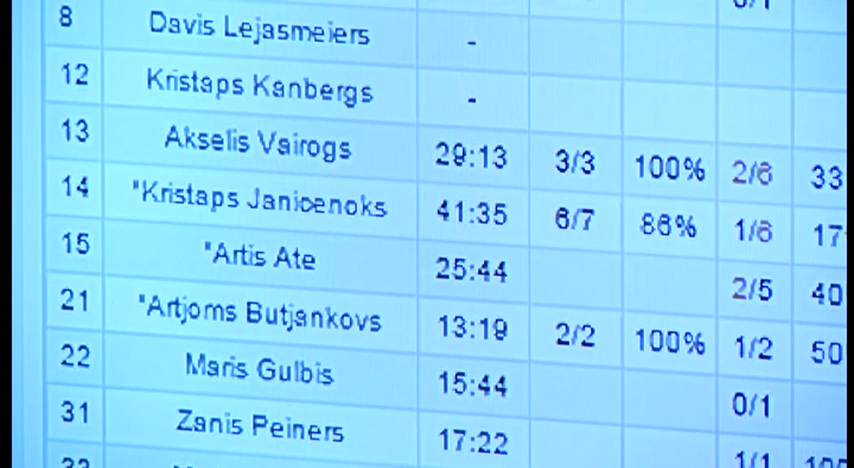 8 Davis Lejasmeiers -
12 Kristaps Kanbergs -
13 Akselis Vairogs 29:13 3/3 100% 2/6 33
14 *Kristaps Janicenoks 41:35 6/7 86% 1/6 17
15 *Artis Ate 25:44 2/5 40
21 *Artjoms Butjankovs 13:19 2/2 100% 1/2 50
22 Maris Gulbis 15:44 0/1
31 Zanis Peiners 17:22 1/1